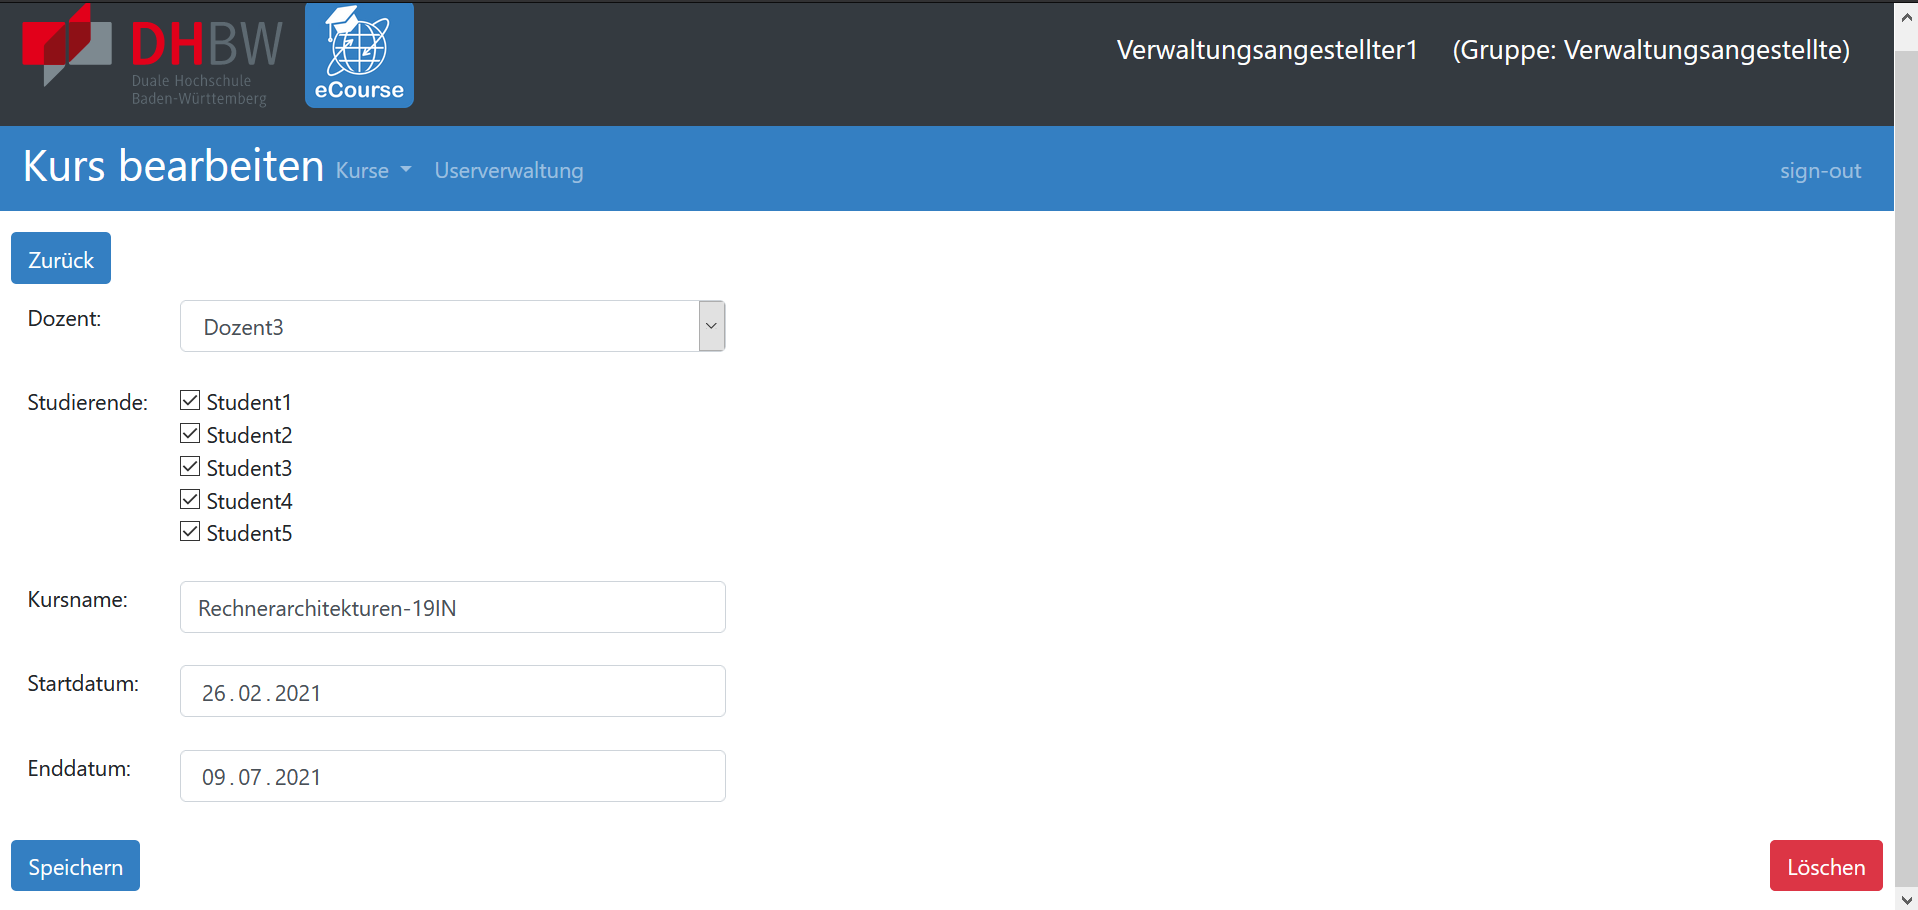 DHBW
Duale Hochschule
Baden-Württemberg
eCourse
Verwaltungsangestellter1 (Gruppe: Verwaltungsangestellte)
Kurs bearbeiten Kurse Userverwaltung sign-out
Zurück
Dozent: Dozent3
Studierende: Student1
Student2
Student3
Student4
Student5
Kursname: Rechnerarchitekturen-19IN
Startdatum: 26.02.2021
Enddatum: 09.07.2021
Speichern Löschen